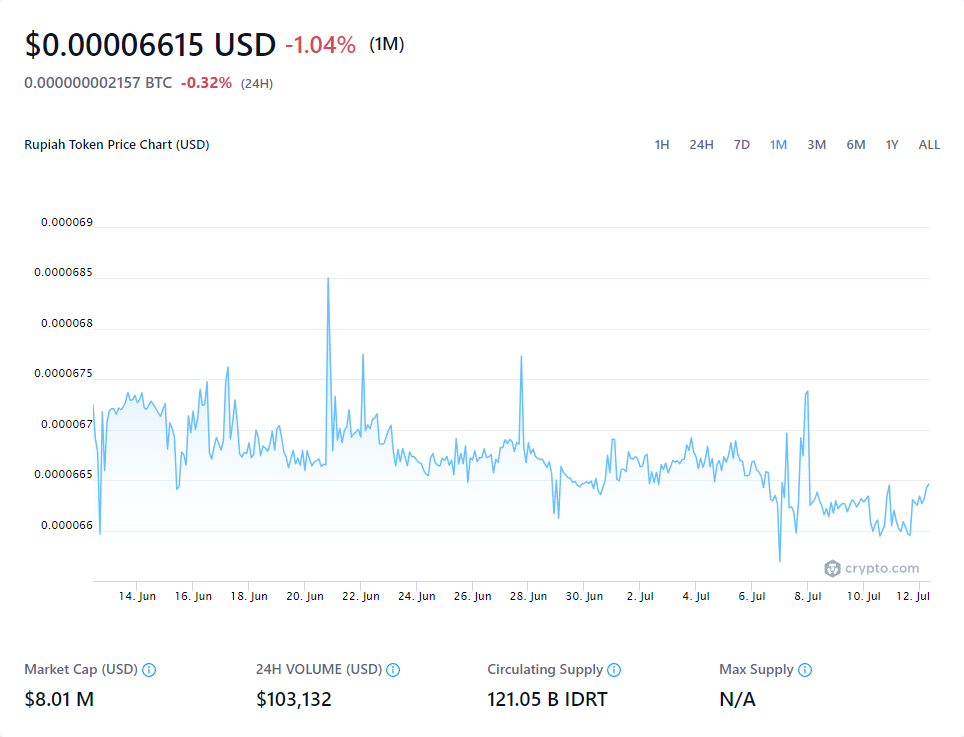 $0.00006615 USD -1.04% (1M)
0.000000002157 BTC -0.32% (24H)
Rupiah Token Price Chart (USD) 1H 24H 7D 1M 3M 6M 1Y ALL
0.000069
0.0000685
0.000068
0.0000675
0.000067
0.0000665
0.000066
crypto.com
14. Jun 16. Jun 18. Jun 20. Jun 22. Jun 24. Jun 26. Jun 28. Jun 30. Jun 2. Jul 4. Jul 6. Jul 8. Jul 10. Jul 12. Jul
Market Cap (USD) 24H VOLUME (USD) Circulating Supply Max Supply
$8.01 M $103,132 121.05 B IDRT N/A